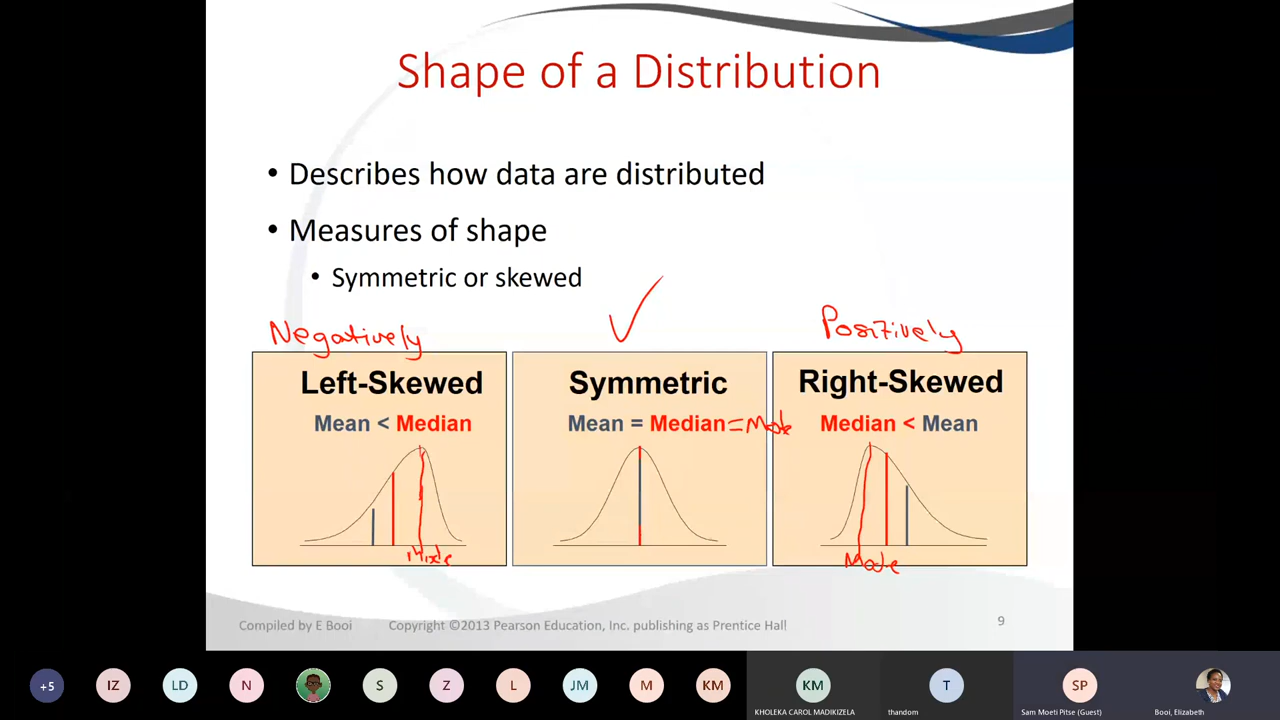 Shape of a Distribution
• Describes how data are distributed
• Measures of shape
• Symmetric or skewed
Negatively
Positively
Left-Skewed
Mean < Median
Mode
Symmetric
Mean = Median = Mode
Right-Skewed
Median < Mean
Mode
Compiled by E Booi Copyright ©2013 Pearson Education, Inc. publishing as Prentice Hall 9
+5 IZ LD N S Z L JM M KM KM T SP
KHOLEKA CAROL MADIKIZELA thandom Sam Moeti Pitse (Guest) Booi, Elizabeth